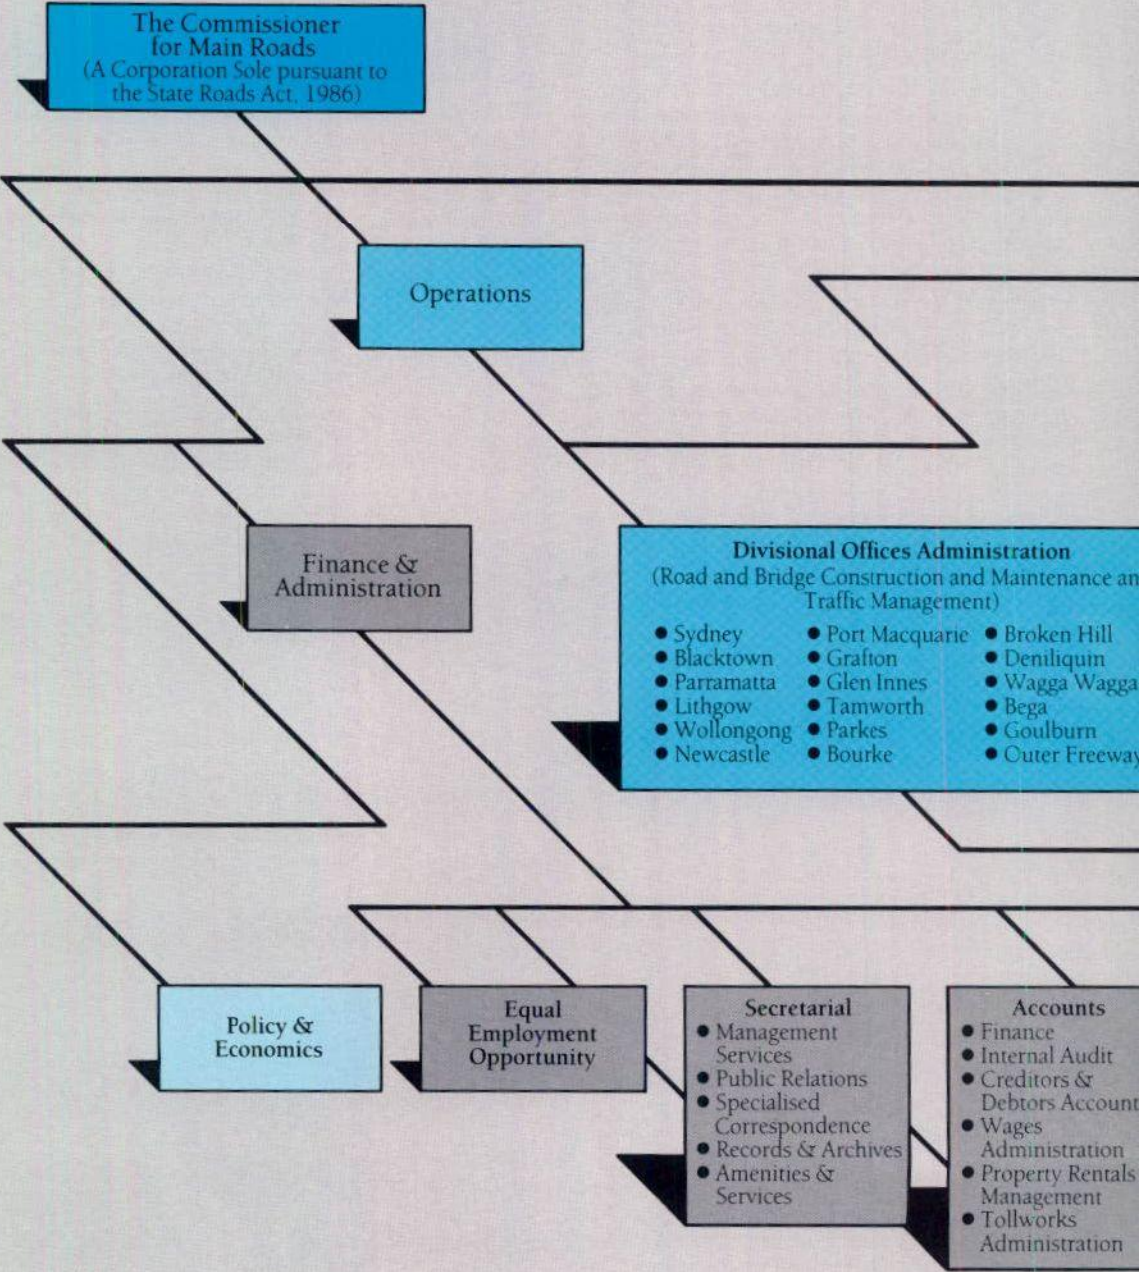 The Commissioner
for Main Roads
(A Corporation Sole pursuant to
the State Roads Act, 1986)
Operations
Finance &
Administration
Divisional Offices Administration
(Road and Bridge Construction and Maintenance an
Traffic Management)
• Sydney
• Blacktown
• Parramatta
• Lithgow
• Wollongong
• Newcastle
• Port Macquarie
• Grafton
• Glen Innes
• Tamworth
• Parkes
• Bourke
• Broken Hill
• Deniliquin
• Wagga Wagga
• Bega
• Goulburn
• Outer Freeway
Policy &
Economics
Equal
Employment
Opportunity
Secretarial
• Management
Services
• Public Relations
• Specialised
Correspondence
• Records & Archives
• Amenities &
Services
Accounts
• Finance
• Internal Audit
• Creditors &
Debtors Account
• Wages
Administration
• Property Rentals
Management
• Tollworks
Administration